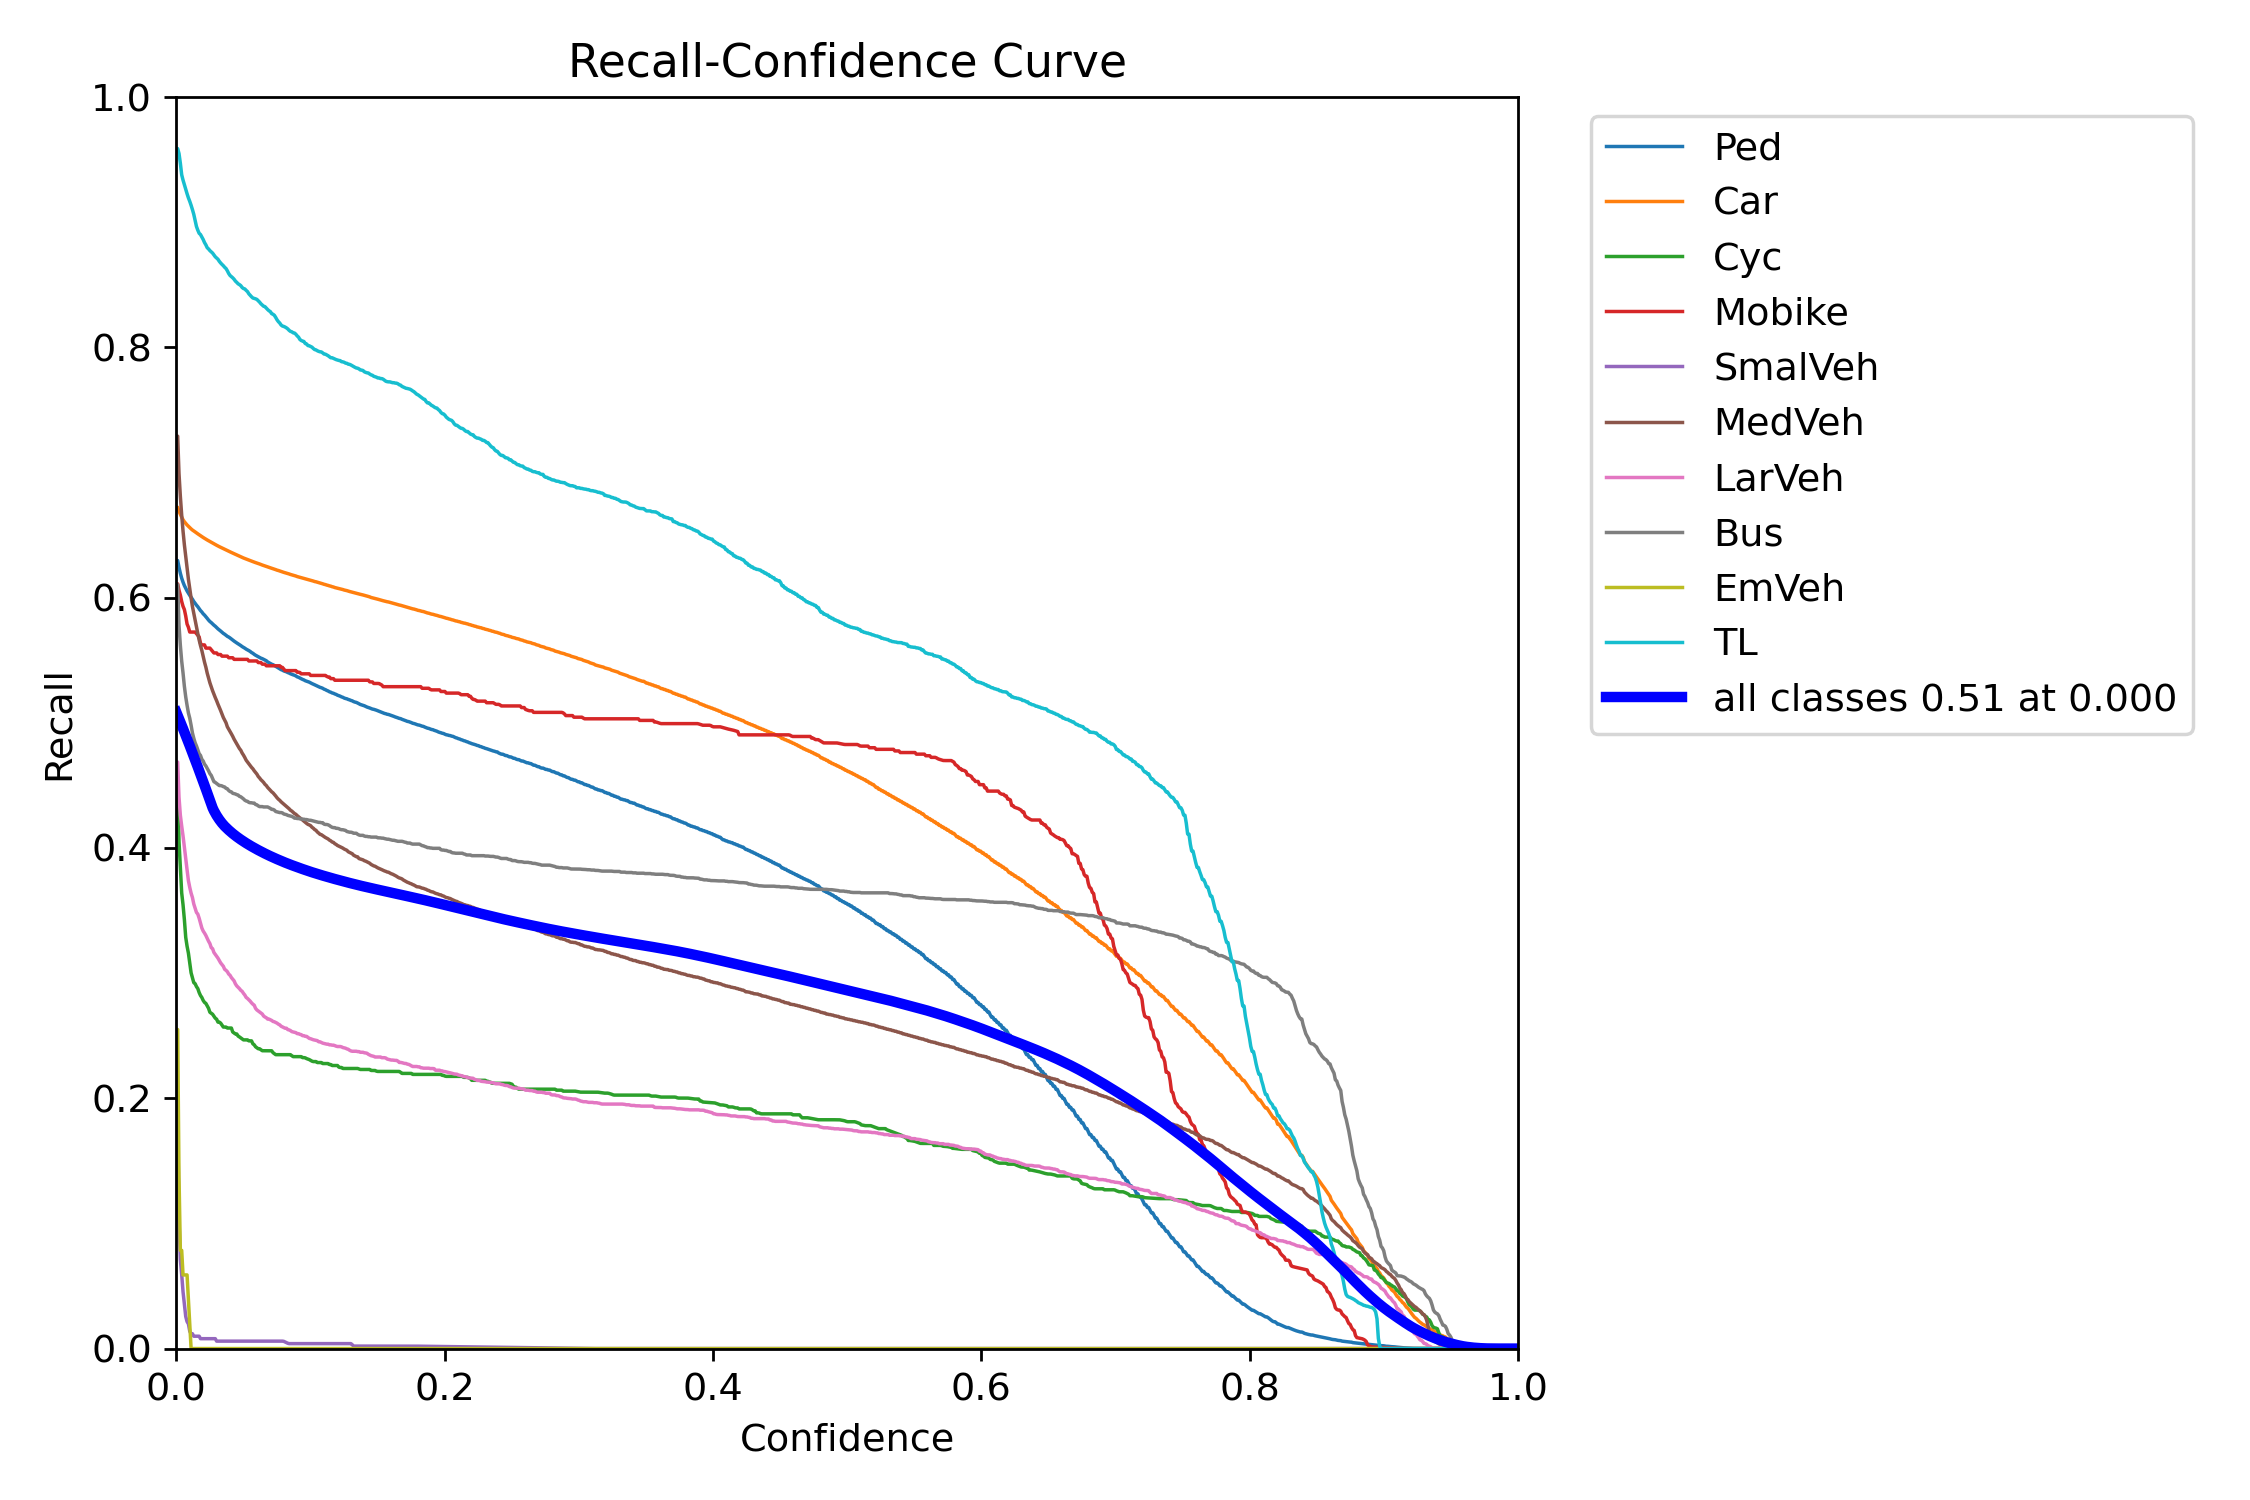 Recall-Confidence Curve
1.0
0.8
0.6
0.4
0.2
0.0
Recall
0.0 0.2 0.4 0.6 0.8 1.0
Confidence
Ped
Car
Cyc
Mobike
SmalVeh
MedVeh
LarVeh
Bus
EmVeh
TL
all classes 0.51 at 0.000